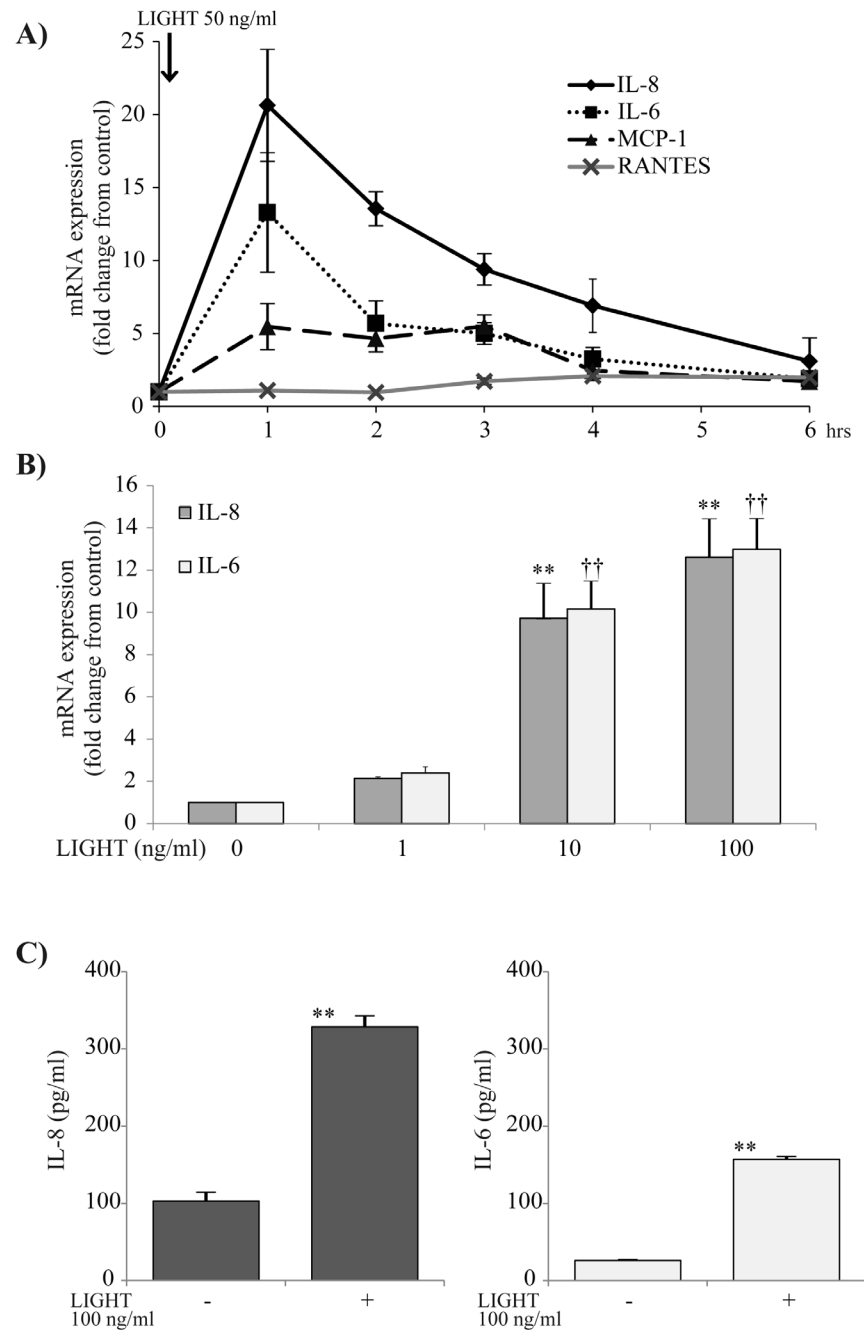 A)
LIGHT 50 ng/ml
mRNA expression
(fold change from control)
25
20
15
10
5
0
IL-8
IL-6
MCP-1
RANTES
0 1 2 3 4 5 6 hrs
B)
mRNA expression
(fold change from control)
16
14
12
10
8
6
4
2
0
IL-8
IL-6
** ††
** ††
LIGHT (ng/ml) 0 1 10 100
C)
IL-8 (pg/ml)
400
300
200
100
0
**
LIGHT
100 ng/ml
- +
IL-6 (pg/ml)
400
300
200
100
0
**
LIGHT
100 ng/ml
- +